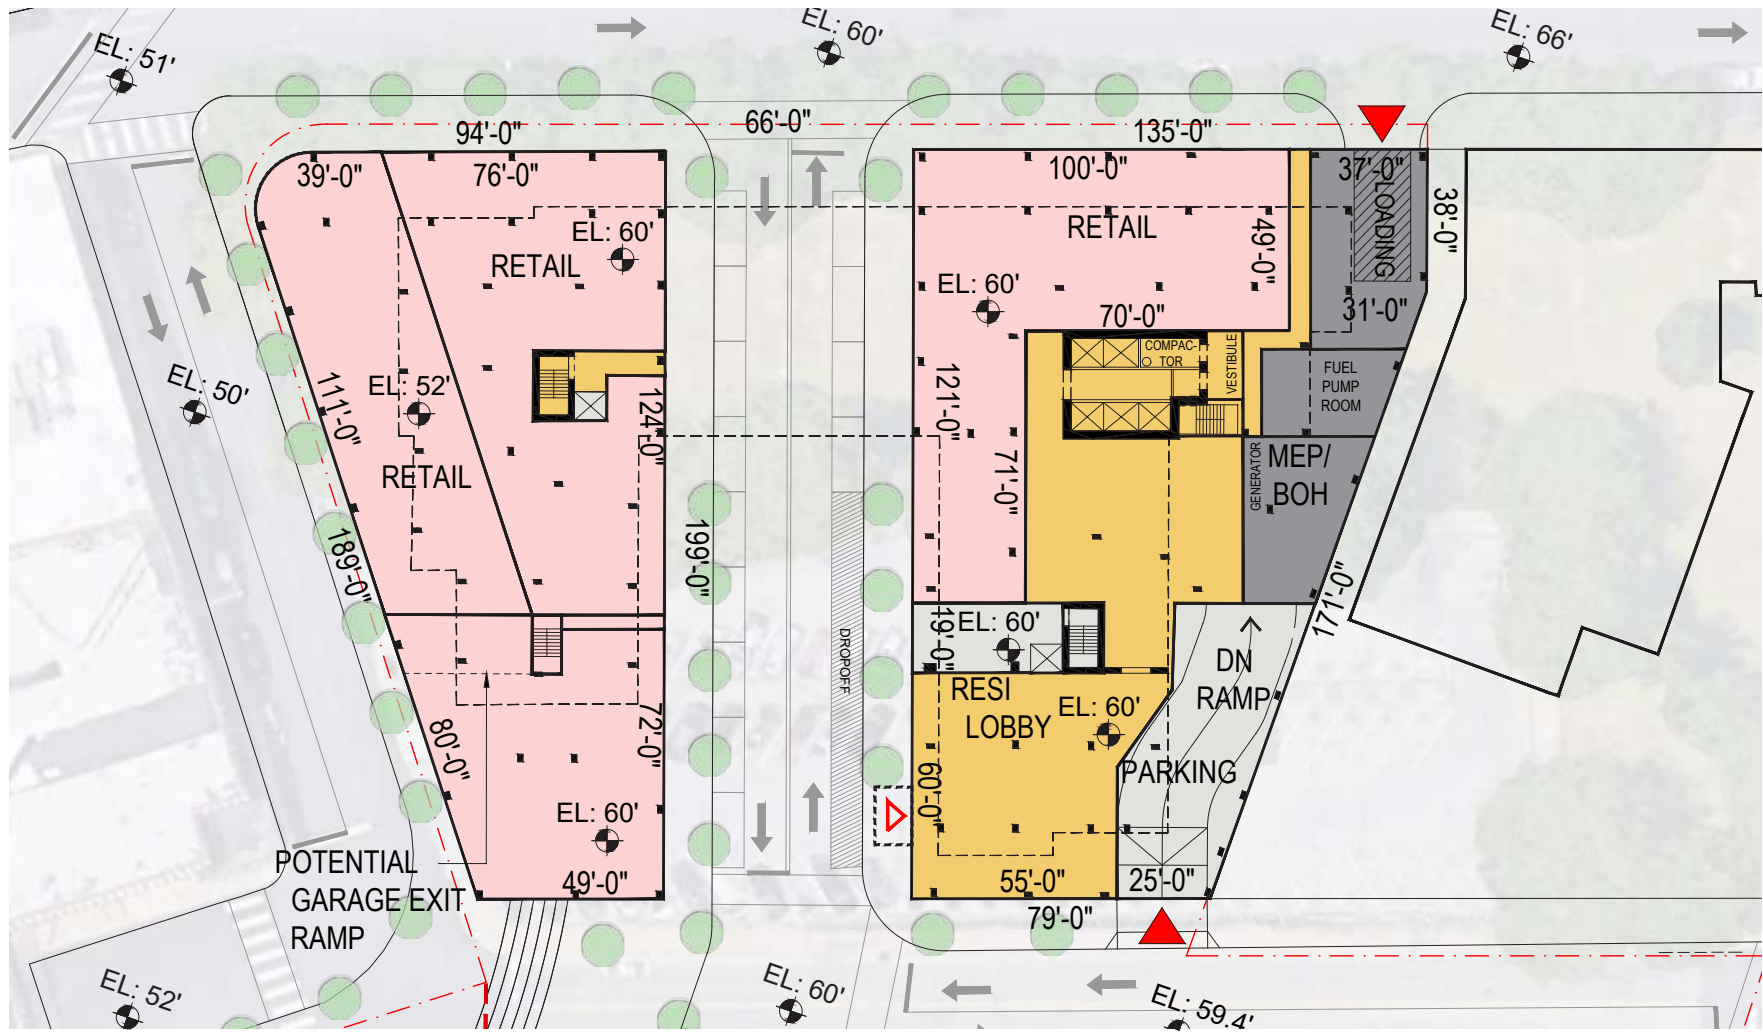 EL: 51'
EL: 60'
EL: 66'
94'-0"
66'-0"
135'-0"
39'-0"
76'-0"
100'-0"
37'-0"
LOADING
38'-0"
EL: 60'
RETAIL
RETAIL
49'-0"
EL: 60'
70'-0"
31'-0"
COMPAC-
TOR
VESTIBULE
FUEL
PUMP
ROOM
EL: 50'
111'-0"
EL: 52'
124'-0"
121'-0"
RETAIL
71'-0"
GENERATOR
MEP/
BOH
189'-0"
199'-0"
171'-0"
DROPOFF
19'-0"
EL: 60'
DN
RAMP
RESI
LOBBY
EL: 60'
80'-0"
72'-0"
60'-0"
PARKING
EL: 60'
POTENTIAL
GARAGE EXIT
RAMP
49'-0"
55'-0"
25'-0"
79'-0"
EL: 52'
EL: 60'
EL: 59.4'